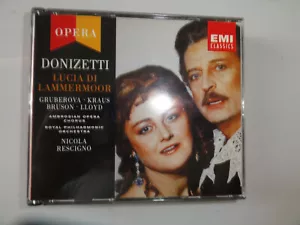 OPERA
EMI
CLASSICS
DONIZETTI
LUCIA DI
LAMMERMOOR
GRUBEROVA · KRAUS
BRUSON · LLOYD
AMBROSIAN OPERA
CHORUS
ROYAL PHILHARMONIC
ORCHESTRA
NICOLA
RESCIGNO